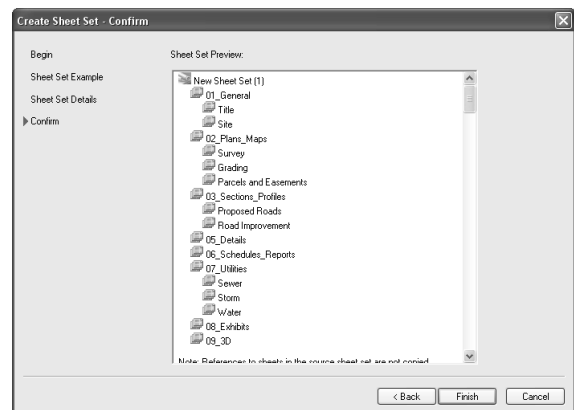 Create Sheet Set - Confirm
Begin
Sheet Set Example
Sheet Set Details
Confirm
Sheet Set Preview:
New Sheet Set (1)
01_General
Title
Site
02_Plans_Maps
Survey
Grading
Parcels and Easements
03_Sections_Profiles
Proposed Roads
Road Improvement
05_Details
06_Schedules_Reports
07_Utilities
Sewer
Storm
Water
08_Exhibits
09_3D
Note: References to sheets in the source sheet set are not copied
< Back
Finish
Cancel